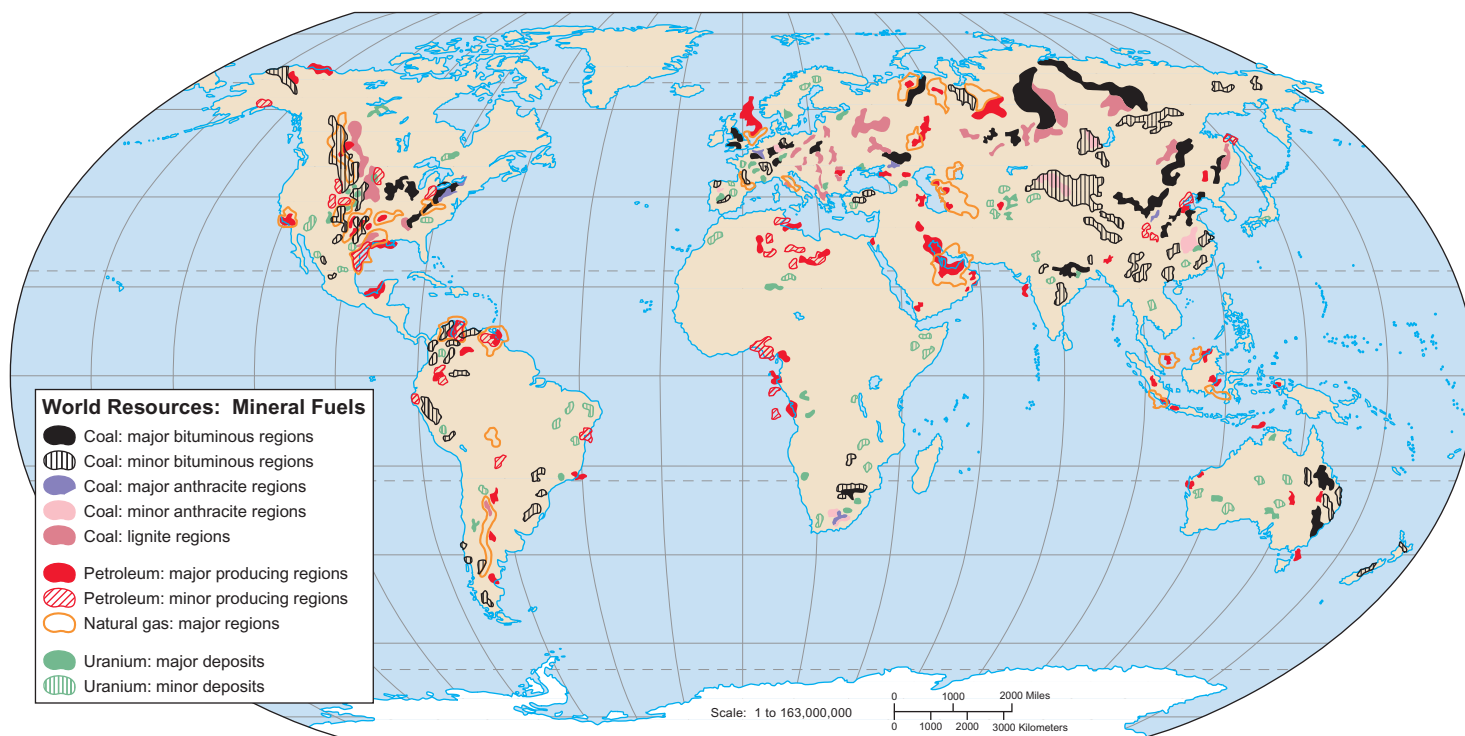 World Resources:  Mineral Fuels
Coal: major bituminous regions
Coal: minor bituminous regions
Coal: major anthracite regions
Coal: minor anthracite regions
Coal: lignite regions
Petroleum: major producing regions
Petroleum: minor producing regions
Natural gas: major regions
Uranium: major deposits
Uranium: minor deposits
Scale:  1 to 163,000,000
0 1000 2000 Miles
0 1000 2000 3000 Kilometers